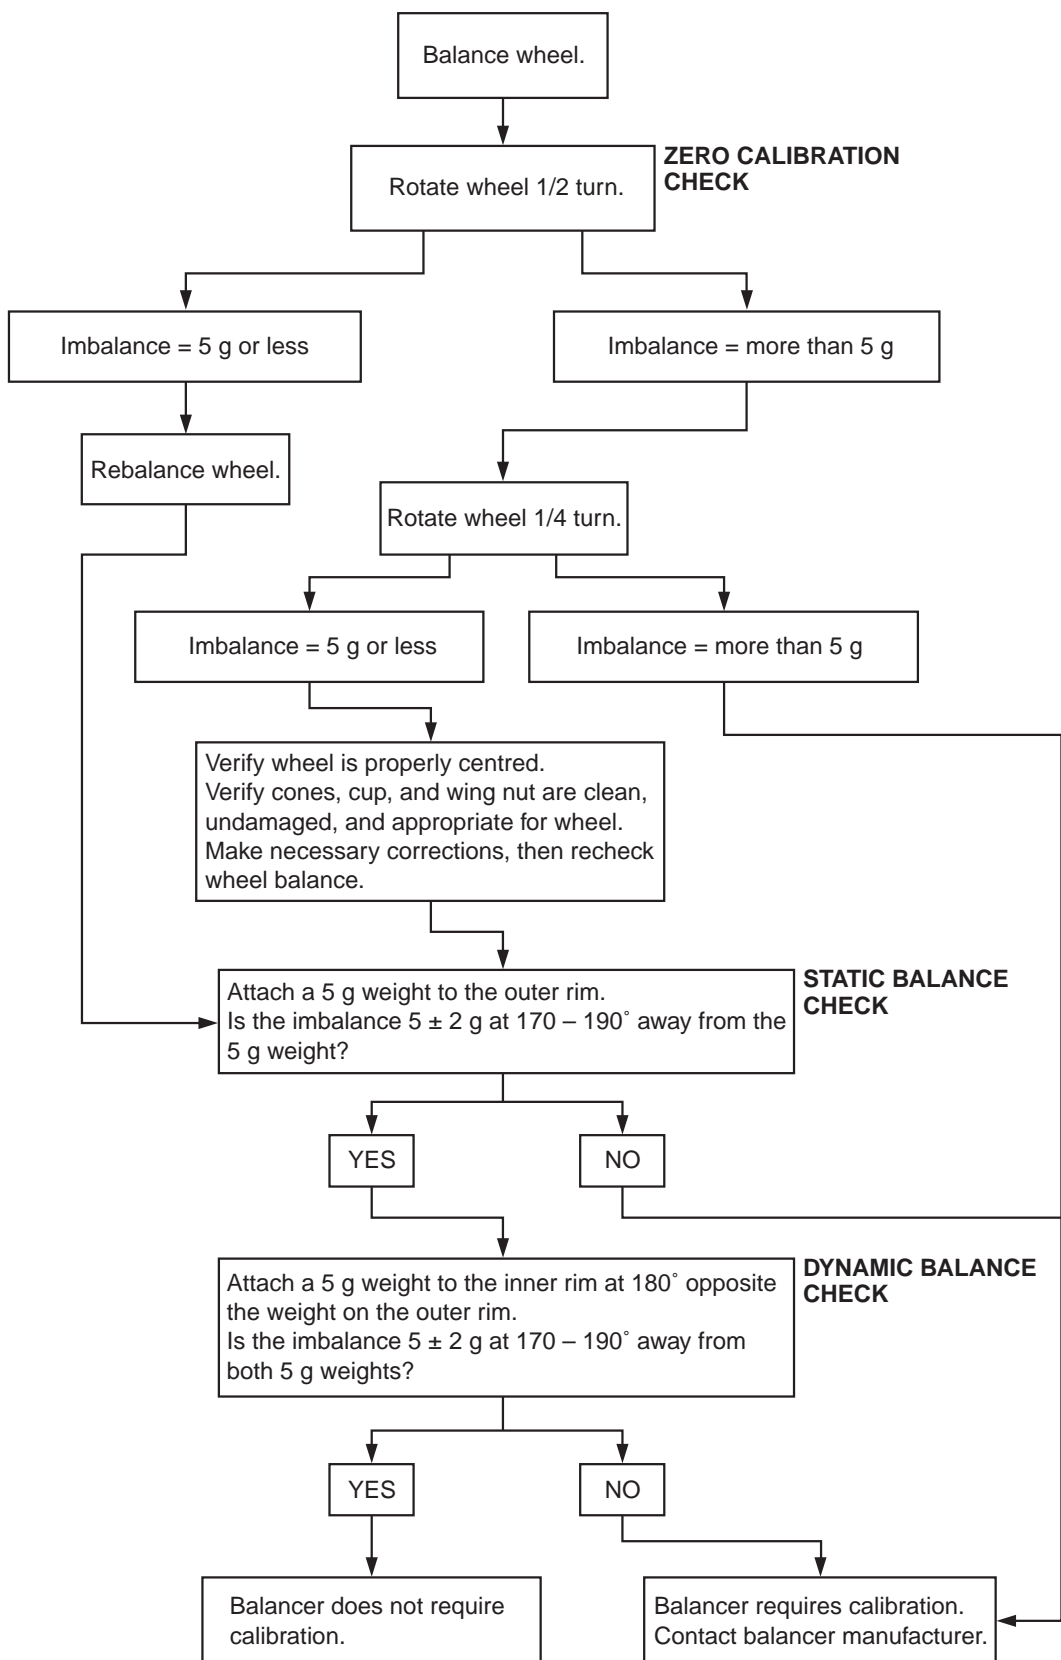 Balance wheel.
ZERO CALIBRATION
CHECK
Rotate wheel 1/2 turn.
Imbalance = 5 g or less
Imbalance = more than 5 g
Rebalance wheel.
Rotate wheel 1/4 turn.
Imbalance = 5 g or less
Imbalance = more than 5 g
Verify wheel is properly centred.
Verify cones, cup, and wing nut are clean,
undamaged, and appropriate for wheel.
Make necessary corrections, then recheck
wheel balance.
STATIC BALANCE
CHECK
Attach a 5 g weight to the outer rim.
Is the imbalance 5 ± 2 g at 170 – 190˚ away from the
5 g weight?
YES
NO
DYNAMIC BALANCE
CHECK
Attach a 5 g weight to the inner rim at 180˚ opposite
the weight on the outer rim.
Is the imbalance 5 ± 2 g at 170 – 190˚ away from
both 5 g weights?
YES
NO
Balancer does not require
calibration.
Balancer requires calibration.
Contact balancer manufacturer.